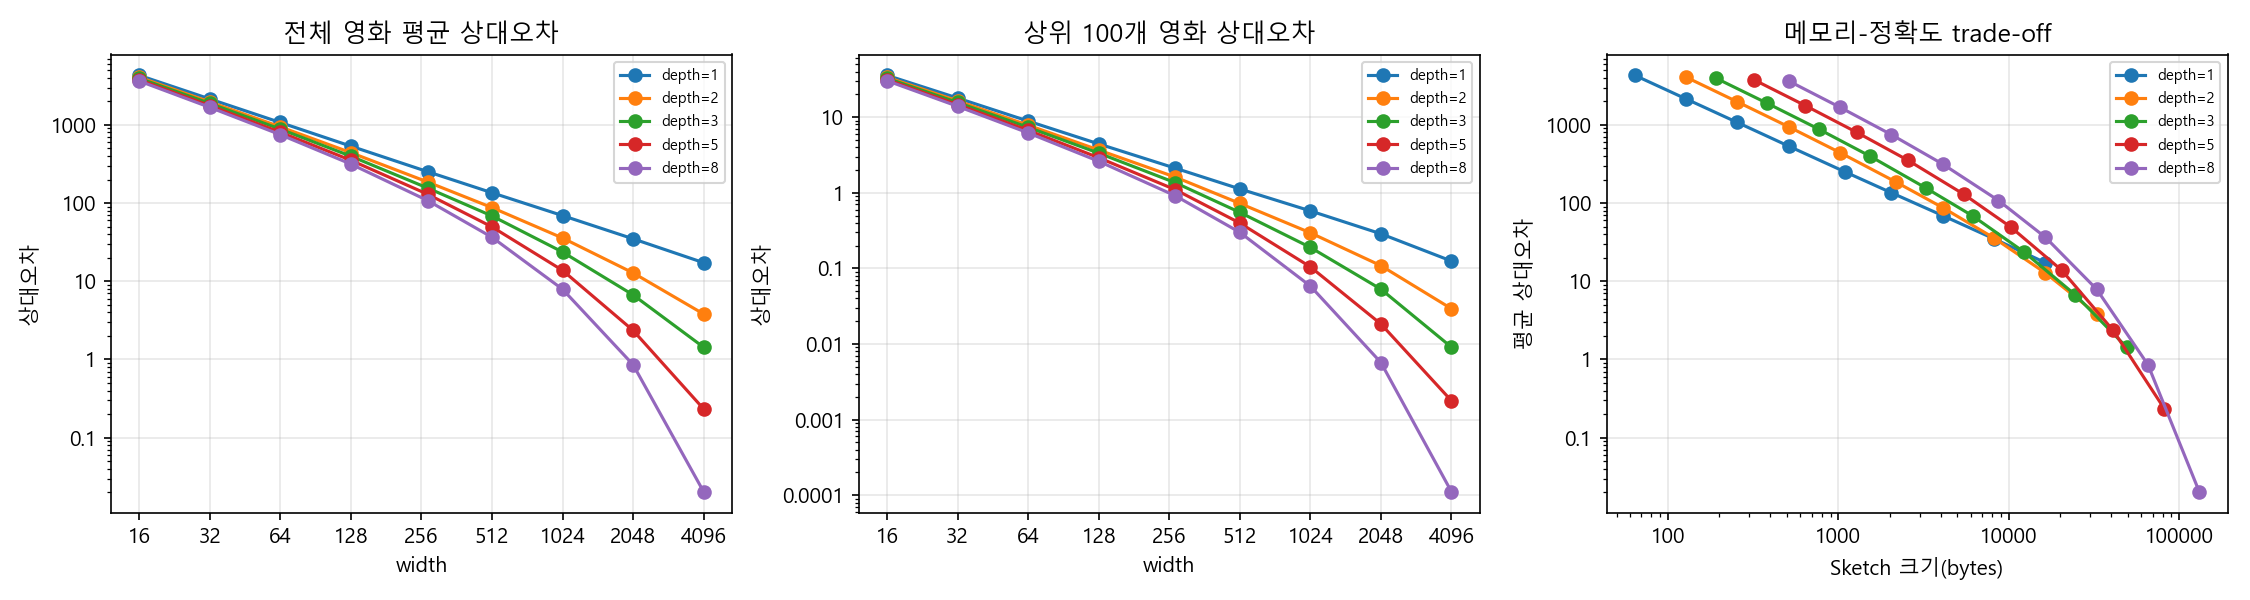 전체 영화 평균 상대오차
상대오차
1000
100
10
1
0.1
depth=1
depth=2
depth=3
depth=5
depth=8
16 32 64 128 256 512 1024 2048 4096
width
상위 100개 영화 상대오차
상대오차
10
1
0.1
0.01
0.001
0.0001
depth=1
depth=2
depth=3
depth=5
depth=8
16 32 64 128 256 512 1024 2048 4096
width
메모리-정확도 trade-off
평균 상대오차
1000
100
10
1
0.1
depth=1
depth=2
depth=3
depth=5
depth=8
100 1000 10000 100000
Sketch 크기(bytes)